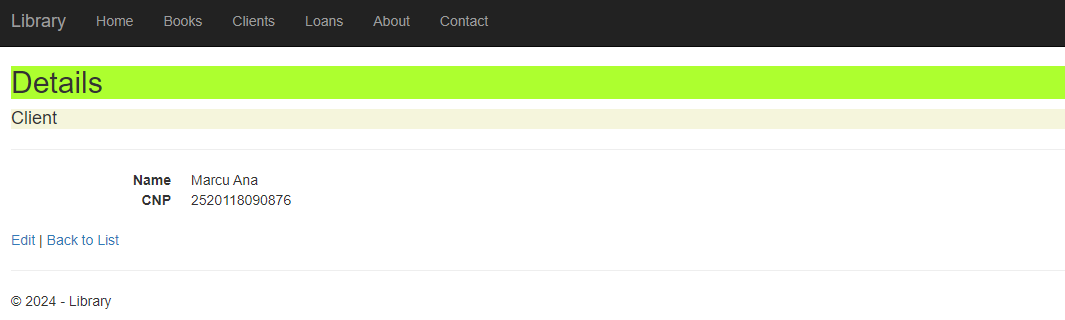 Library Home Books Clients Loans About Contact
Details
Client
Name Marcu Ana
CNP 2520118090876
Edit | Back to List
© 2024 - Library